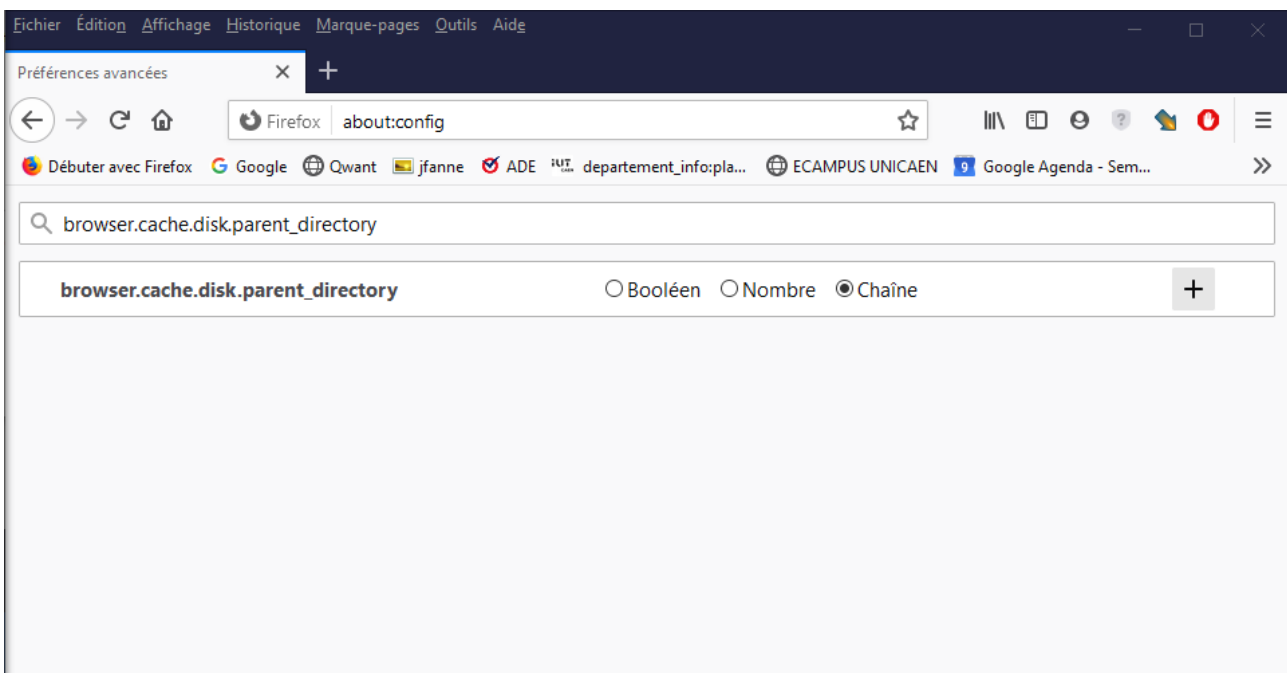 Fichier Édition Affichage Historique Marque-pages Outils Aide
Préférences avancées
Firefox about:config
Débuter avec Firefox Google Qwant jfanne ADE departement_info:pla... ECAMPUS UNICAEN 9 Google Agenda - Sem...
browser.cache.disk.parent_directory
browser.cache.disk.parent_directory Booléen Nombre Chaîne